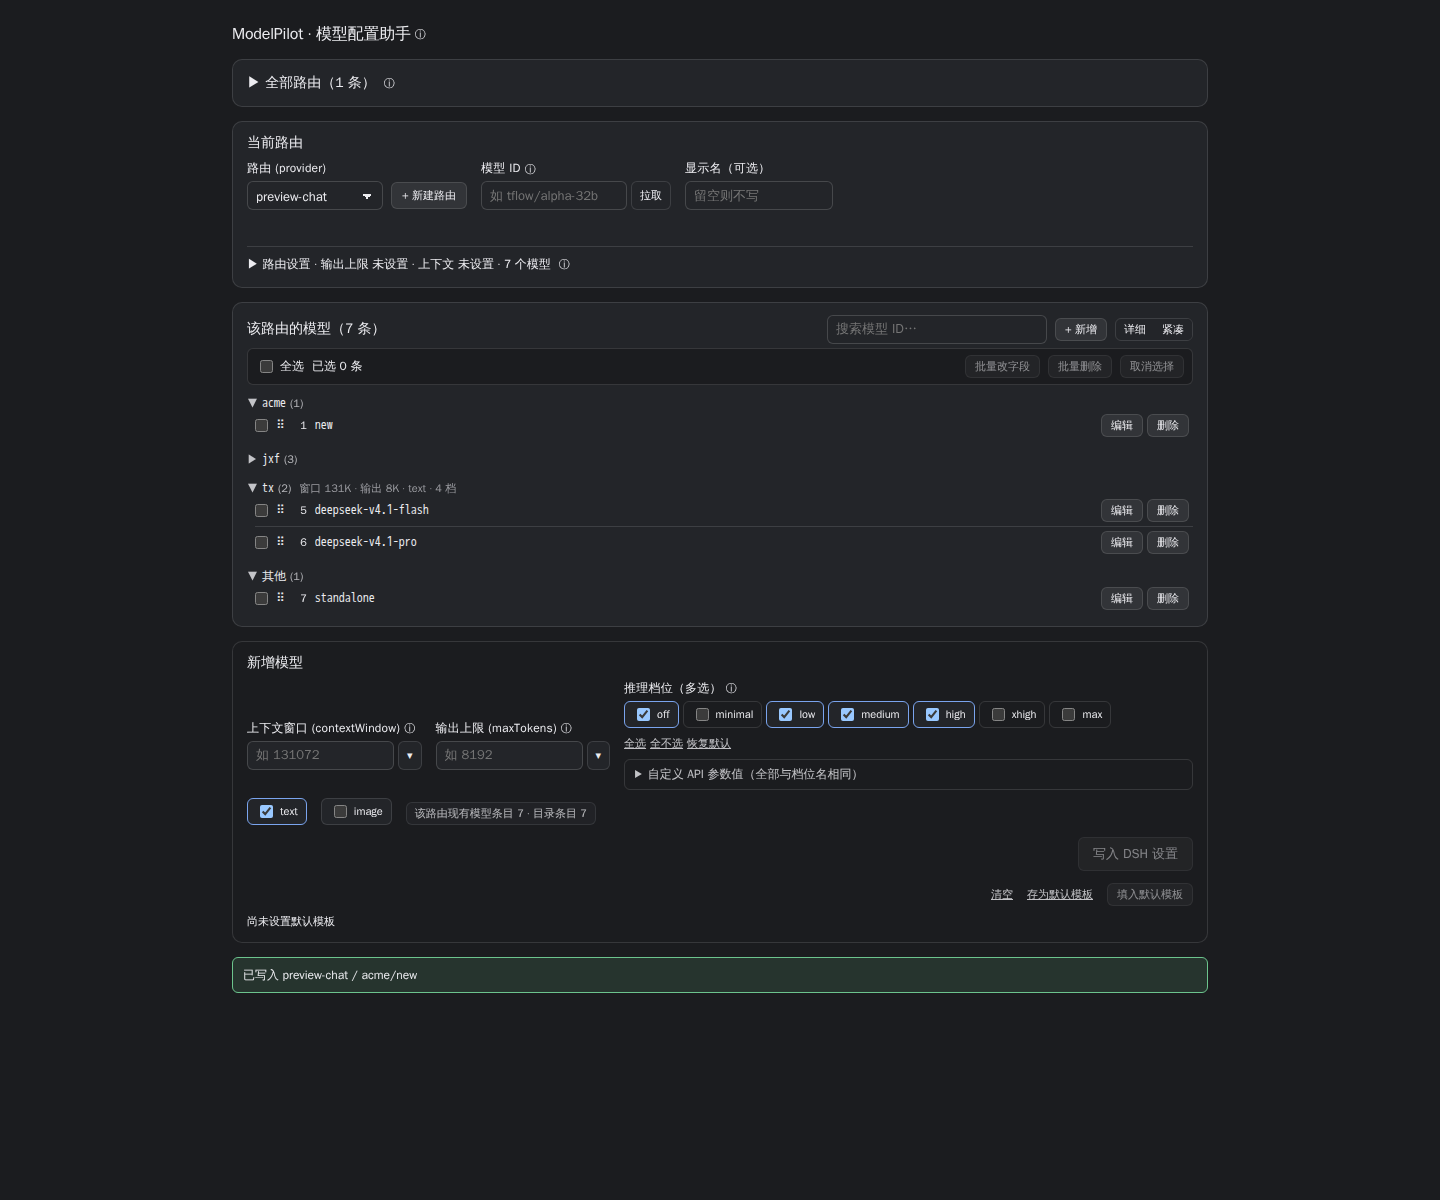 ModelPilot · 模型配置助手 ⓘ
▶ 全部路由（1 条） ⓘ
当前路由
路由 (provider) 模型 ID ⓘ 显示名（可选）
preview-chat + 新建路由 如 tflow/alpha-32b 拉取 留空则不写
▶ 路由设置 · 输出上限 未设置 · 上下文 未设置 · 7 个模型 ⓘ
该路由的模型（7 条） 搜索模型 ID… + 新增 详细 紧凑
全选 已选 0 条 批量改字段 批量删除 取消选择
▼ acme (1)
1 new 编辑 删除
▶ jxf (3)
▼ tx (2) 窗口 131K · 输出 8K · text · 4 档
5 deepseek-v4.1-flash 编辑 删除
6 deepseek-v4.1-pro 编辑 删除
▼ 其他 (1)
7 standalone 编辑 删除
新增模型
推理档位（多选） ⓘ
off minimal low medium high xhigh max
上下文窗口 (contextWindow) ⓘ 输出上限 (maxTokens) ⓘ
全选 全不选 恢复默认
如 131072 ▼ 如 8192 ▼
▶ 自定义 API 参数值（全部与档位名相同）
text image 该路由现有模型条目 7 · 目录条目 7
写入 DSH 设置
清空 存为默认模板 填入默认模板
尚未设置默认模板
已写入 preview-chat / acme/new